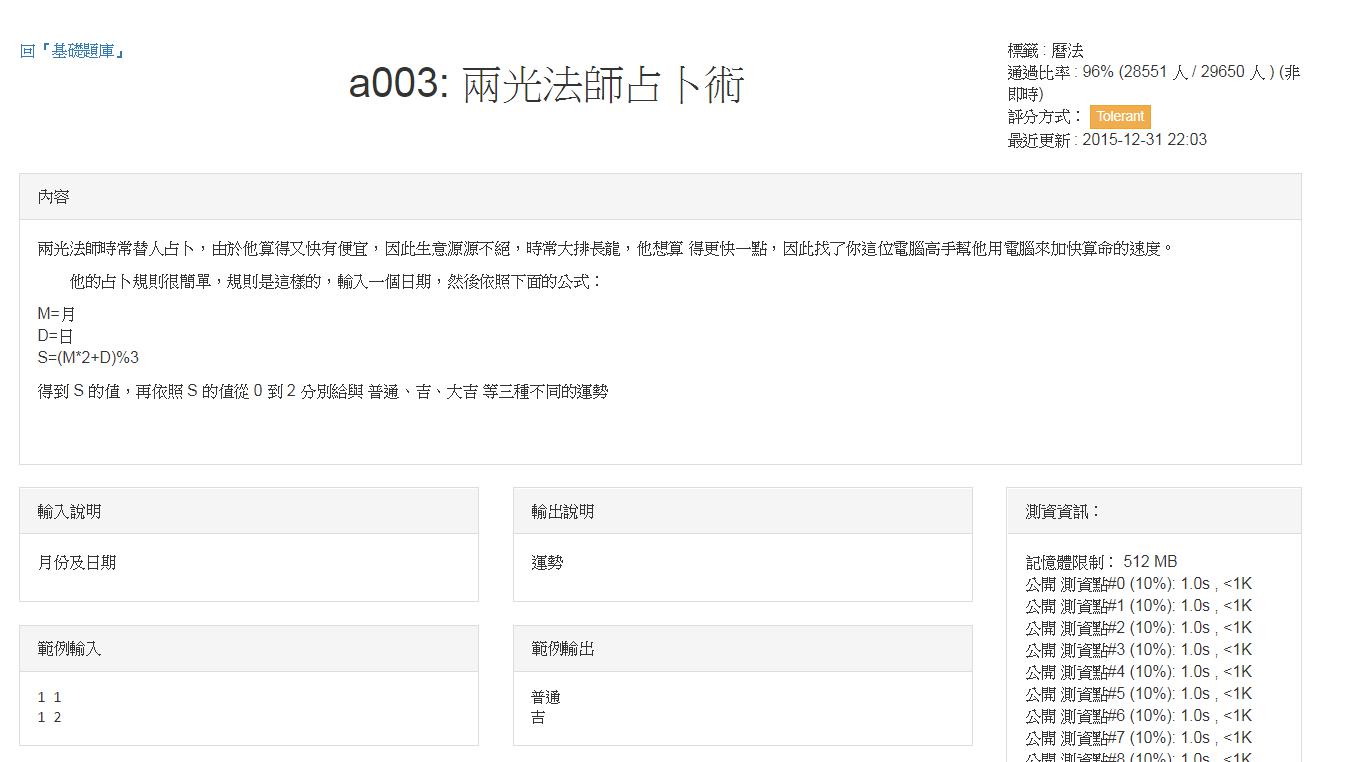 回『基礎題庫』
a003: 兩光法師占卜術
標籤 : 曆法
通過比率 : 96% (28551 人 / 29650 人 ) (非
即時)
評分方式： Tolerant
最近更新 : 2015-12-31 22:03
內容
兩光法師時常替人占卜，由於他算得又快有便宜，因此生意源源不絕，時常大排長龍，他想算 得更快一點，因此找了你這位電腦高手幫他用電腦來加快算命的速度。
他的占卜規則很簡單，規則是這樣的，輸入一個日期，然後依照下面的公式：
M=月
D=日
S=(M*2+D)%3
得到 S 的值，再依照 S 的值從 0 到 2 分別給與 普通、吉、大吉 等三種不同的運勢
輸入說明
月份及日期
輸出說明
運勢
範例輸入
1 1
1 2
範例輸出
普通
吉
測資資訊：
記憶體限制： 512 MB
公開 測資點#0 (10%): 1.0s , <1K
公開 測資點#1 (10%): 1.0s , <1K
公開 測資點#2 (10%): 1.0s , <1K
公開 測資點#3 (10%): 1.0s , <1K
公開 測資點#4 (10%): 1.0s , <1K
公開 測資點#5 (10%): 1.0s , <1K
公開 測資點#6 (10%): 1.0s , <1K
公開 測資點#7 (10%): 1.0s , <1K
公開 測資點#8 (10%): 1.0s , <1K